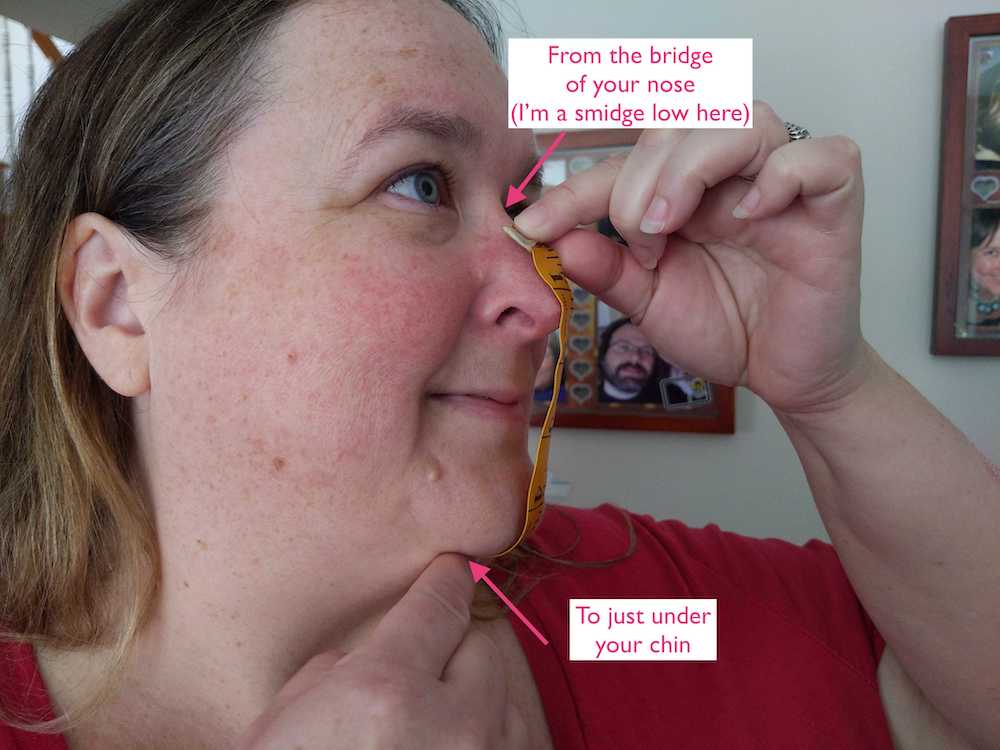 From the bridge
of your nose
(I'm a smidge low here)
To just under
your chin